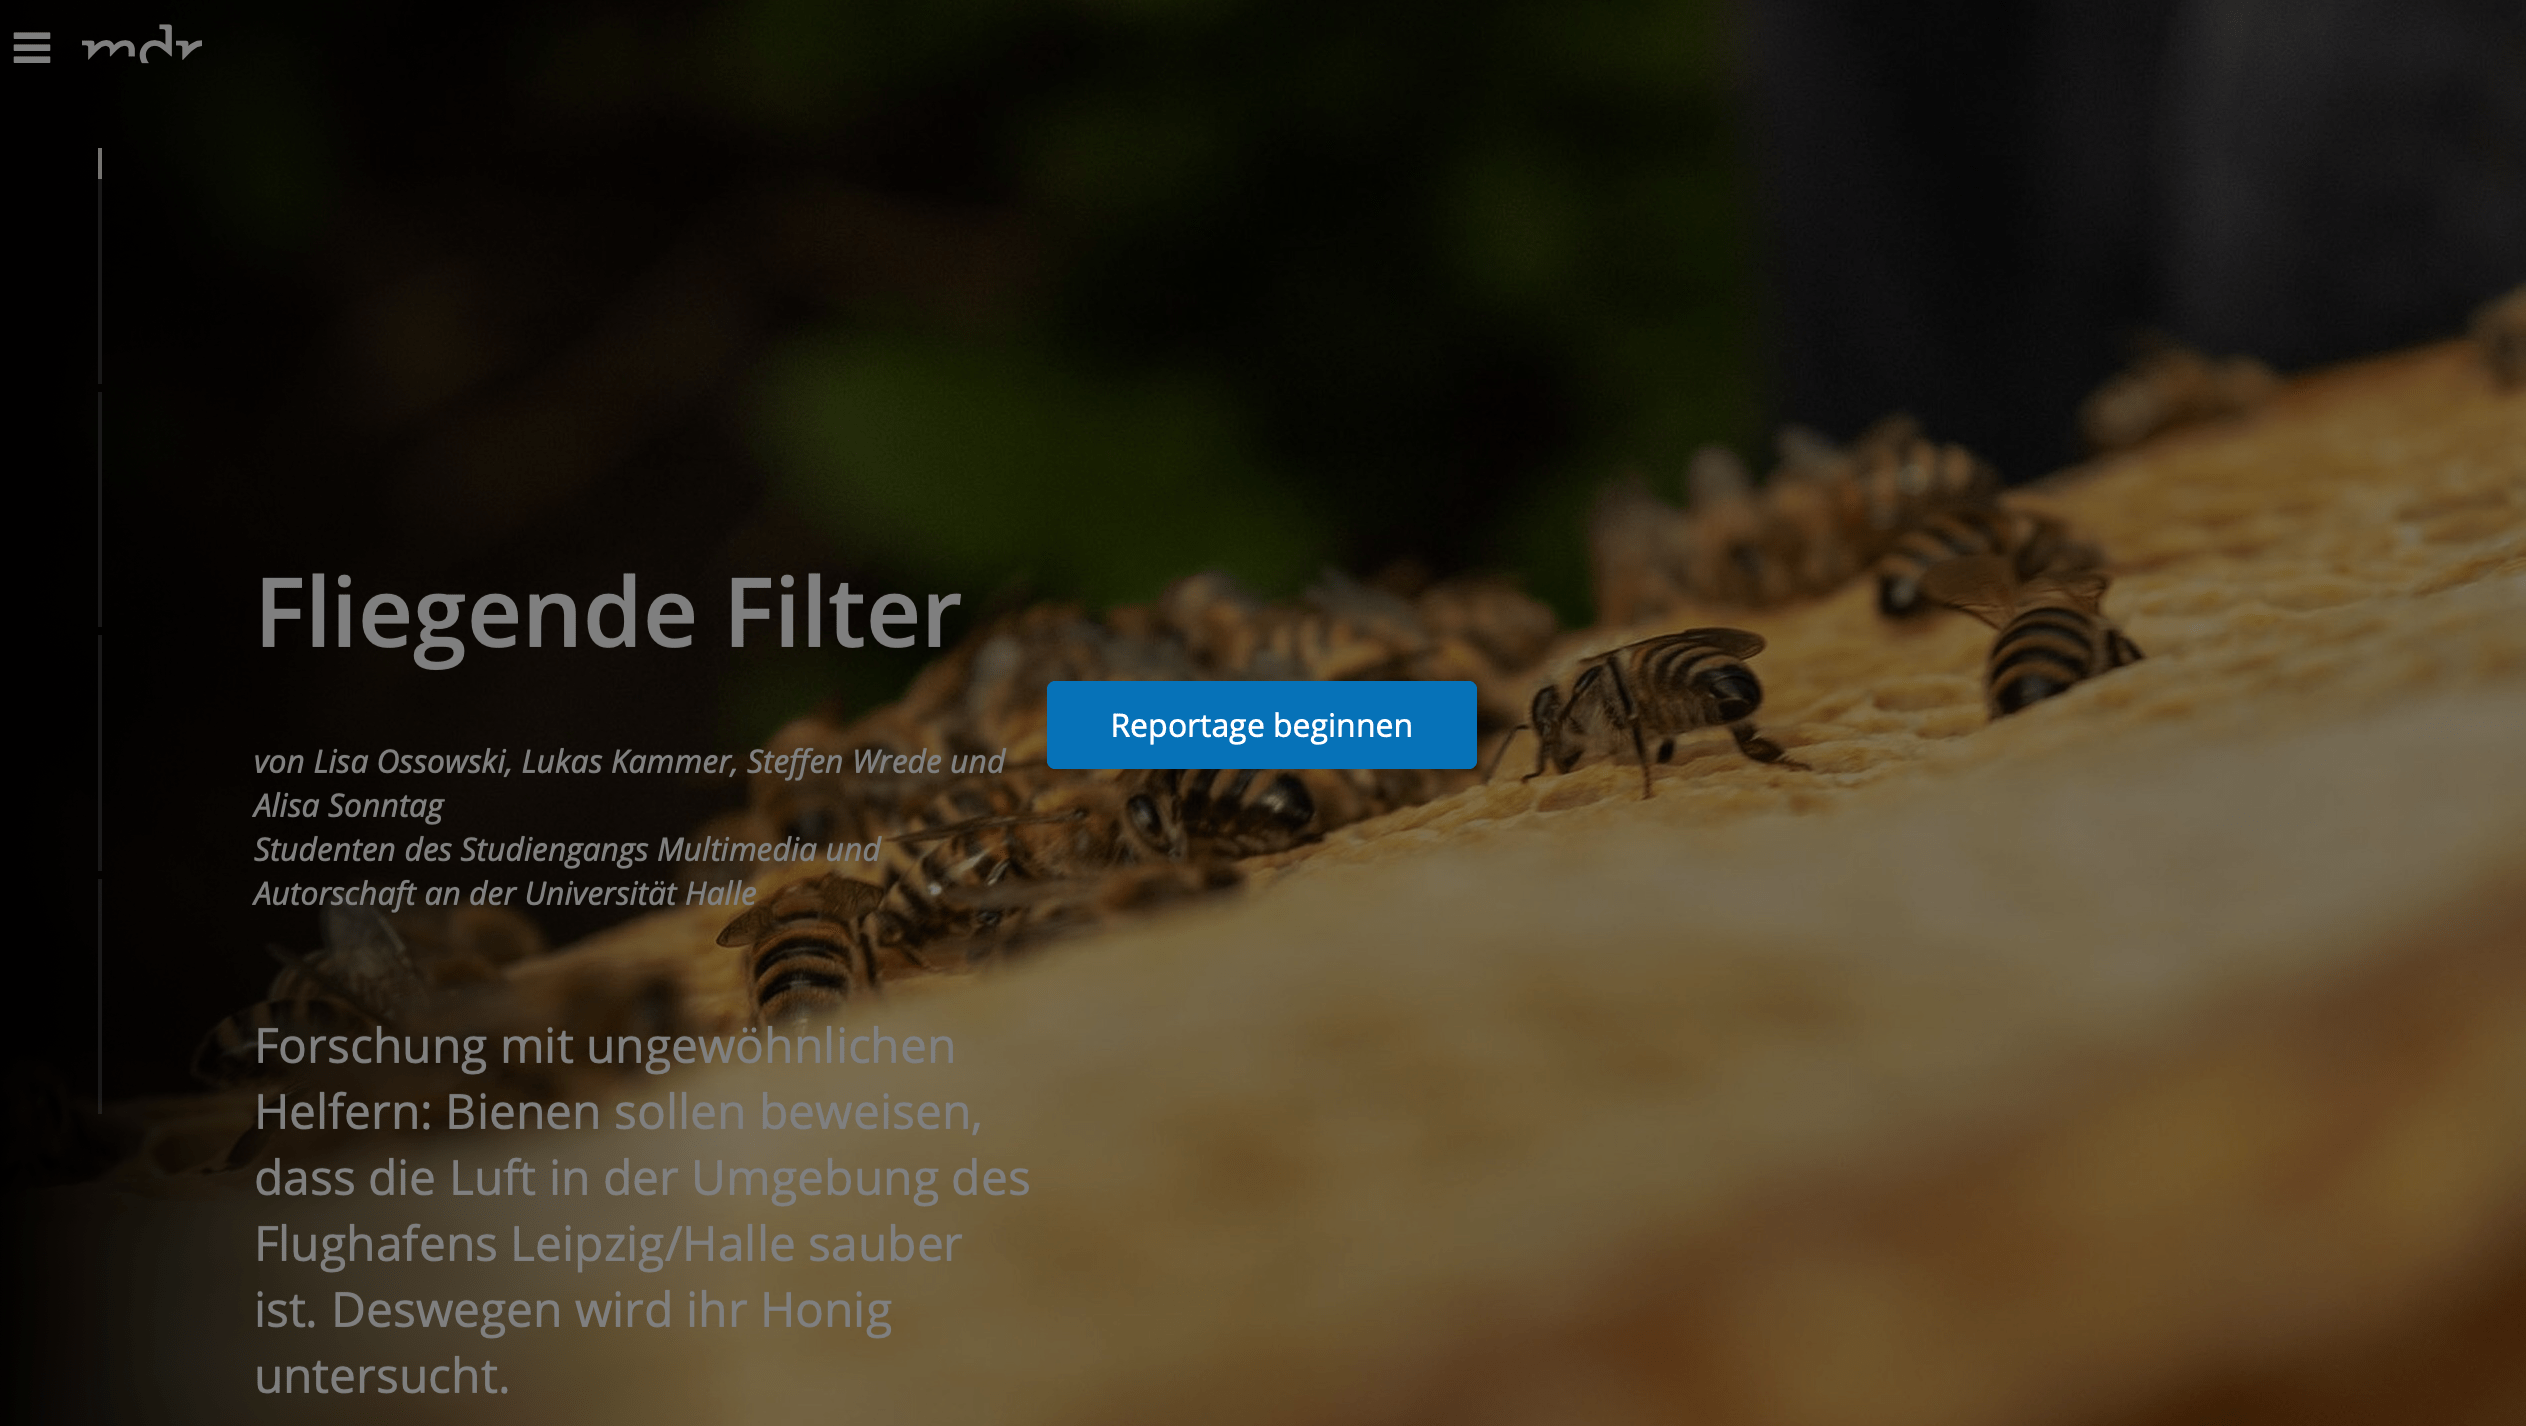 mdr
Fliegende Filter
Reportage beginnen
von Lisa Ossowski, Lukas Kammer, Steffen Wrede und
Alisa Sonntag
Studenten des Studiengangs Multimedia und
Autorschaft an der Universität Halle
Forschung mit ungewöhnlichen
Helfern: Bienen sollen beweisen,
dass die Luft in der Umgebung des
Flughafens Leipzig/Halle sauber
ist. Deswegen wird ihr Honig
untersucht.